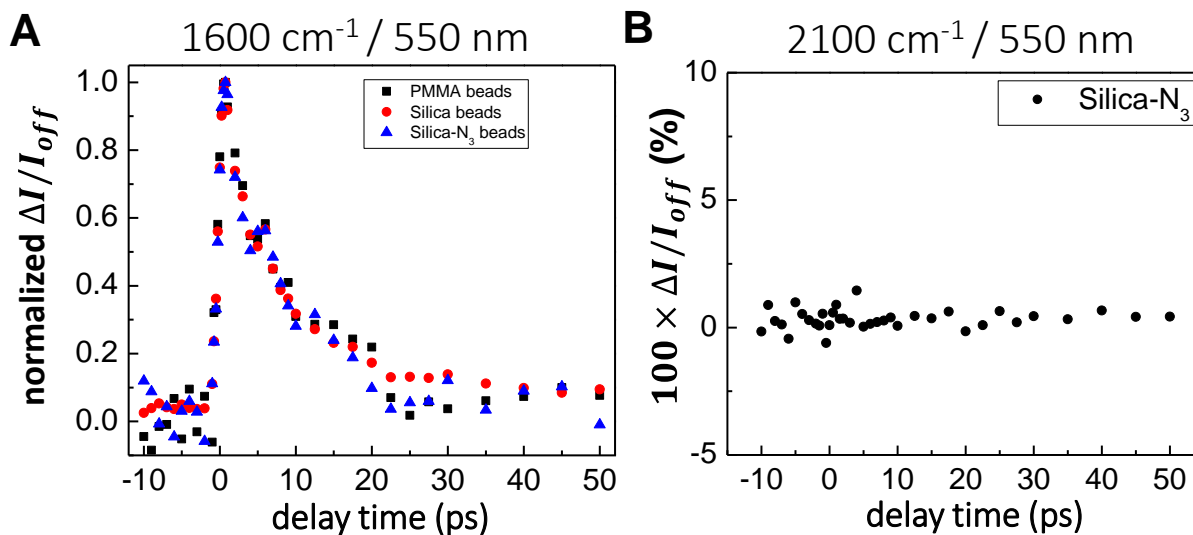 A
1600 cm⁻¹ / 550 nm
normalized ΔI/I_off
1.0
0.8
0.6
0.4
0.2
0.0
PMMA beads
Silica beads
Silica-N₃ beads
-10 0 10 20 30 40 50
delay time (ps)
B
2100 cm⁻¹ / 550 nm
100 × ΔI/I_off (%)
10
5
0
-5
Silica-N₃
-10 0 10 20 30 40 50
delay time (ps)